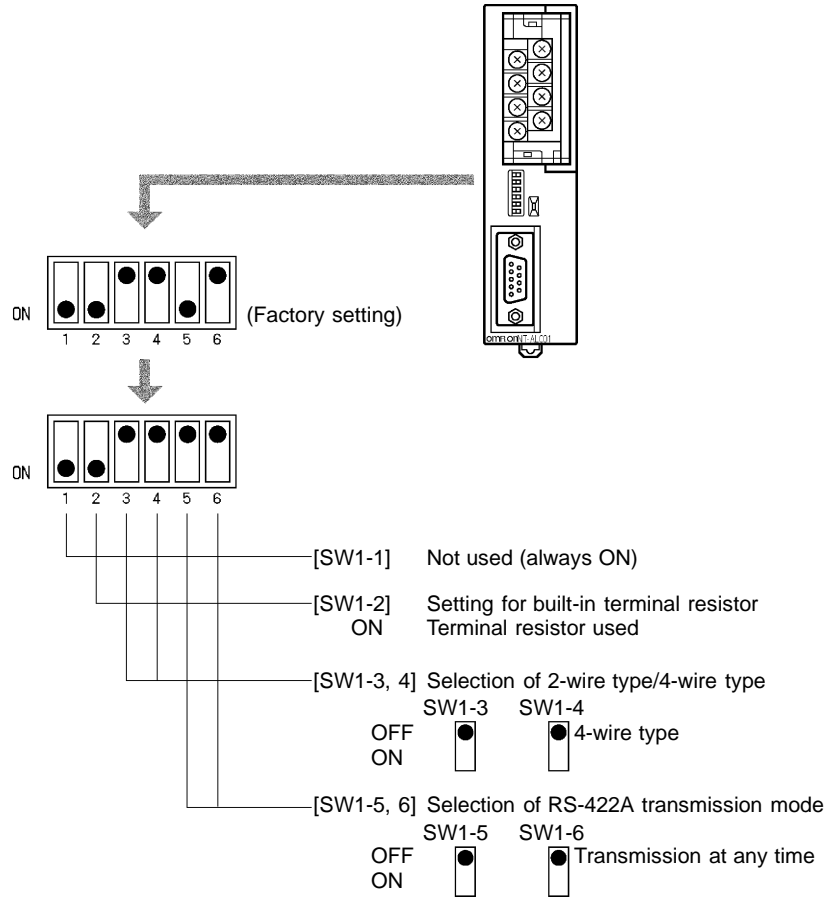 OMRON NT-AL001
ON
(Factory setting)
1 2 3 4 5 6
ON
1 2 3 4 5 6
[SW1-1] Not used (always ON)
[SW1-2] Setting for built-in terminal resistor
ON Terminal resistor used
[SW1-3, 4] Selection of 2-wire type/4-wire type
SW1-3 SW1-4
OFF 4-wire type
ON
[SW1-5, 6] Selection of RS-422A transmission mode
SW1-5 SW1-6
OFF Transmission at any time
ON